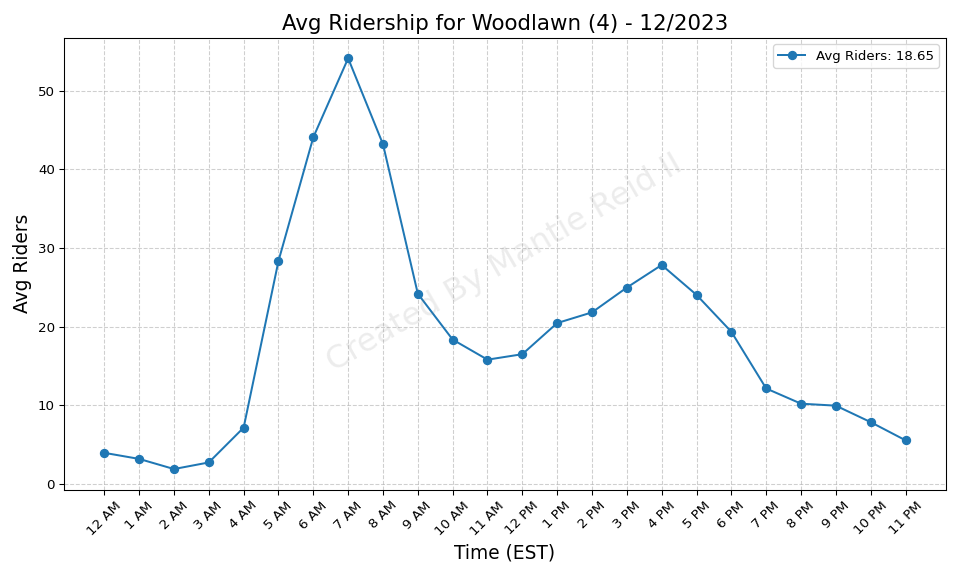 Avg Ridership for Woodlawn (4) - 12/2023
Avg Riders: 18.65
50
40
30
20
10
0
Avg Riders
Created By Mantie Reid II
12 AM
1 AM
2 AM
3 AM
4 AM
5 AM
6 AM
7 AM
8 AM
9 AM
10 AM
11 AM
12 PM
1 PM
2 PM
3 PM
4 PM
5 PM
6 PM
7 PM
8 PM
9 PM
10 PM
11 PM
Time (EST)